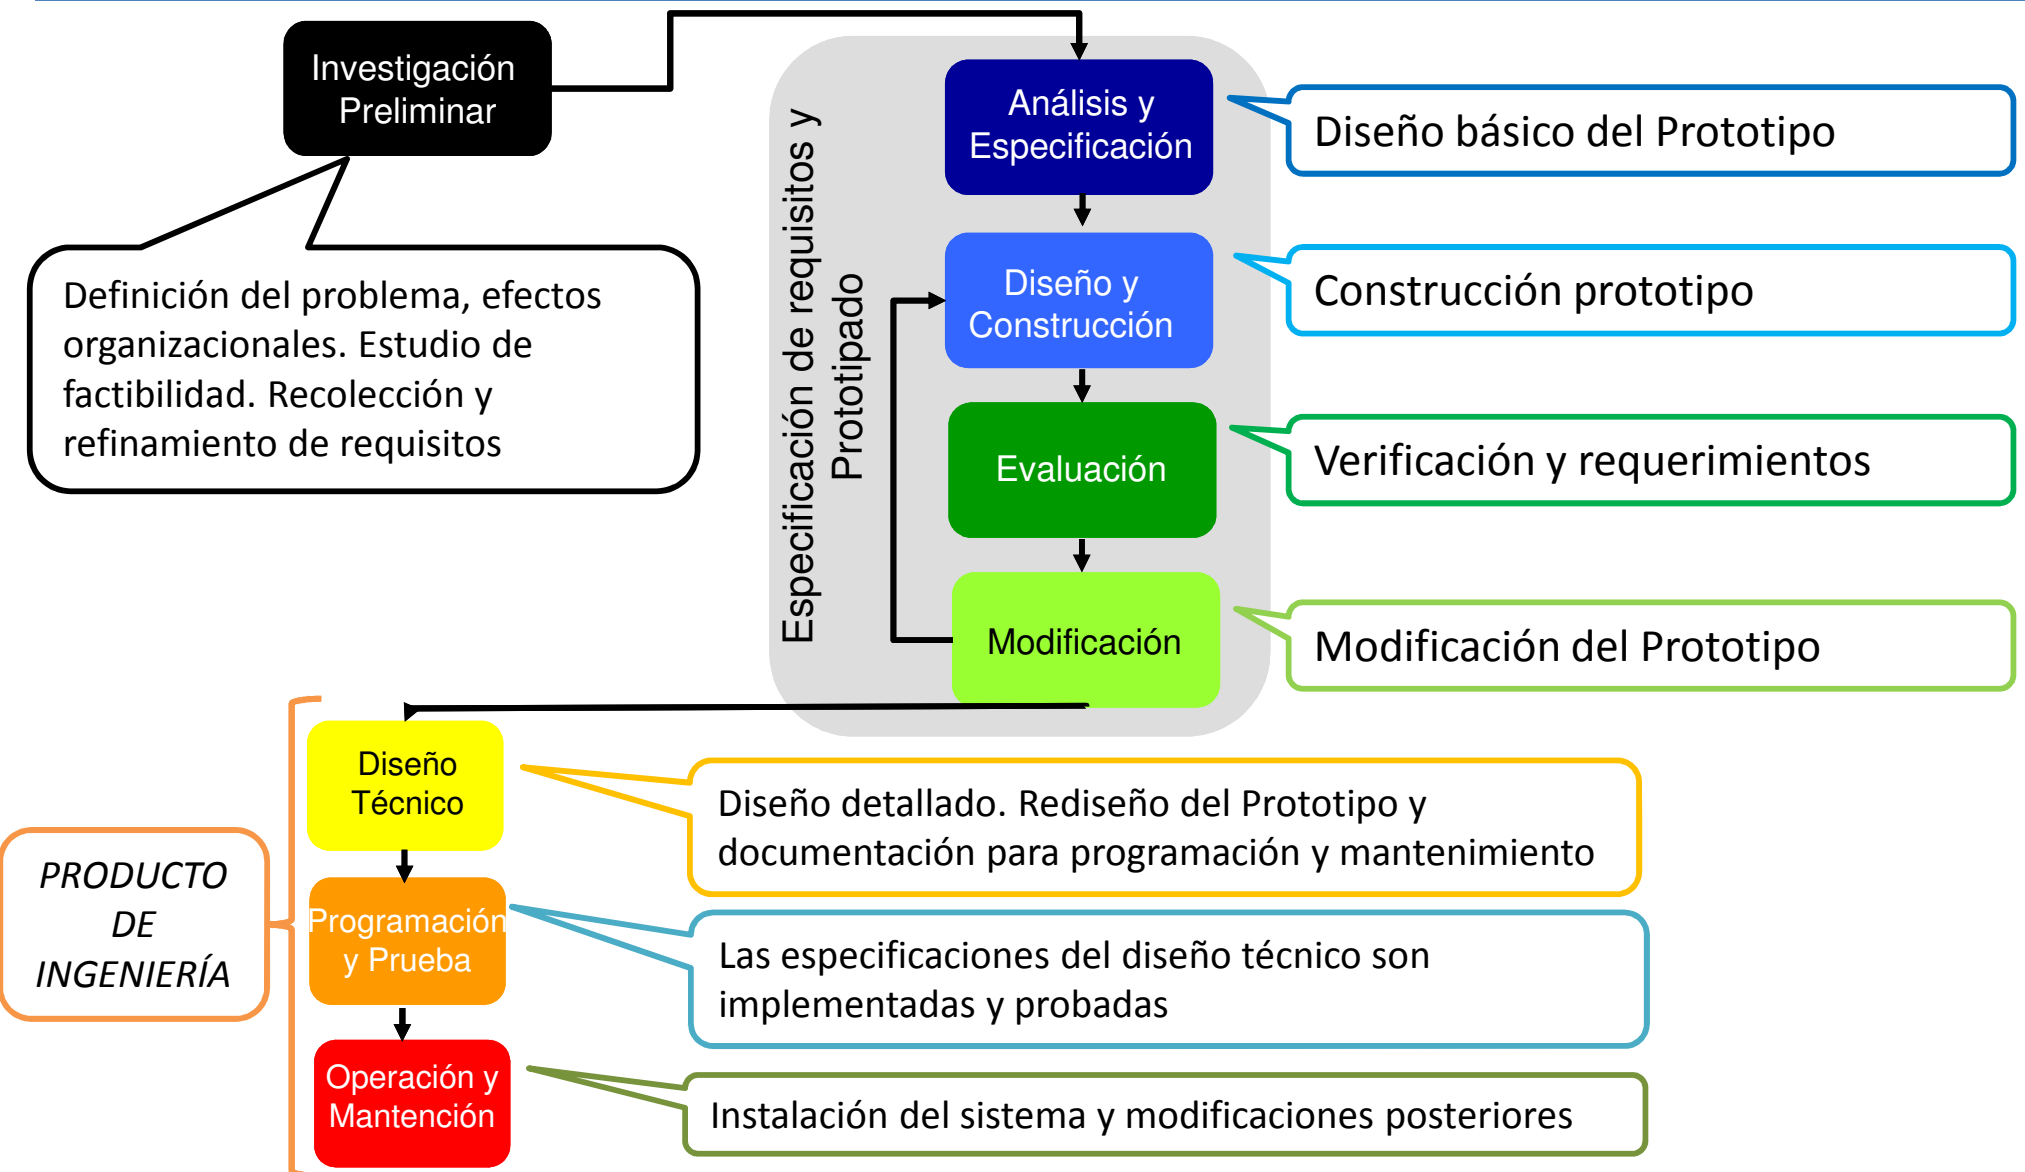 Investigación
Preliminar
Definición del problema, efectos
organizacionales. Estudio de
factibilidad. Recolección y
refinamiento de requisitos
Especificación de requisitos y
Prototipado
Análisis y
Especificación
Diseño básico del Prototipo
Diseño y
Construcción
Construcción prototipo
Evaluación
Verificación y requerimientos
Modificación
Modificación del Prototipo
PRODUCTO
DE
INGENIERÍA
Diseño
Técnico
Diseño detallado. Rediseño del Prototipo y
documentación para programación y mantenimiento
Programación
y Prueba
Las especificaciones del diseño técnico son
implementadas y probadas
Operación y
Mantención
Instalación del sistema y modificaciones posteriores